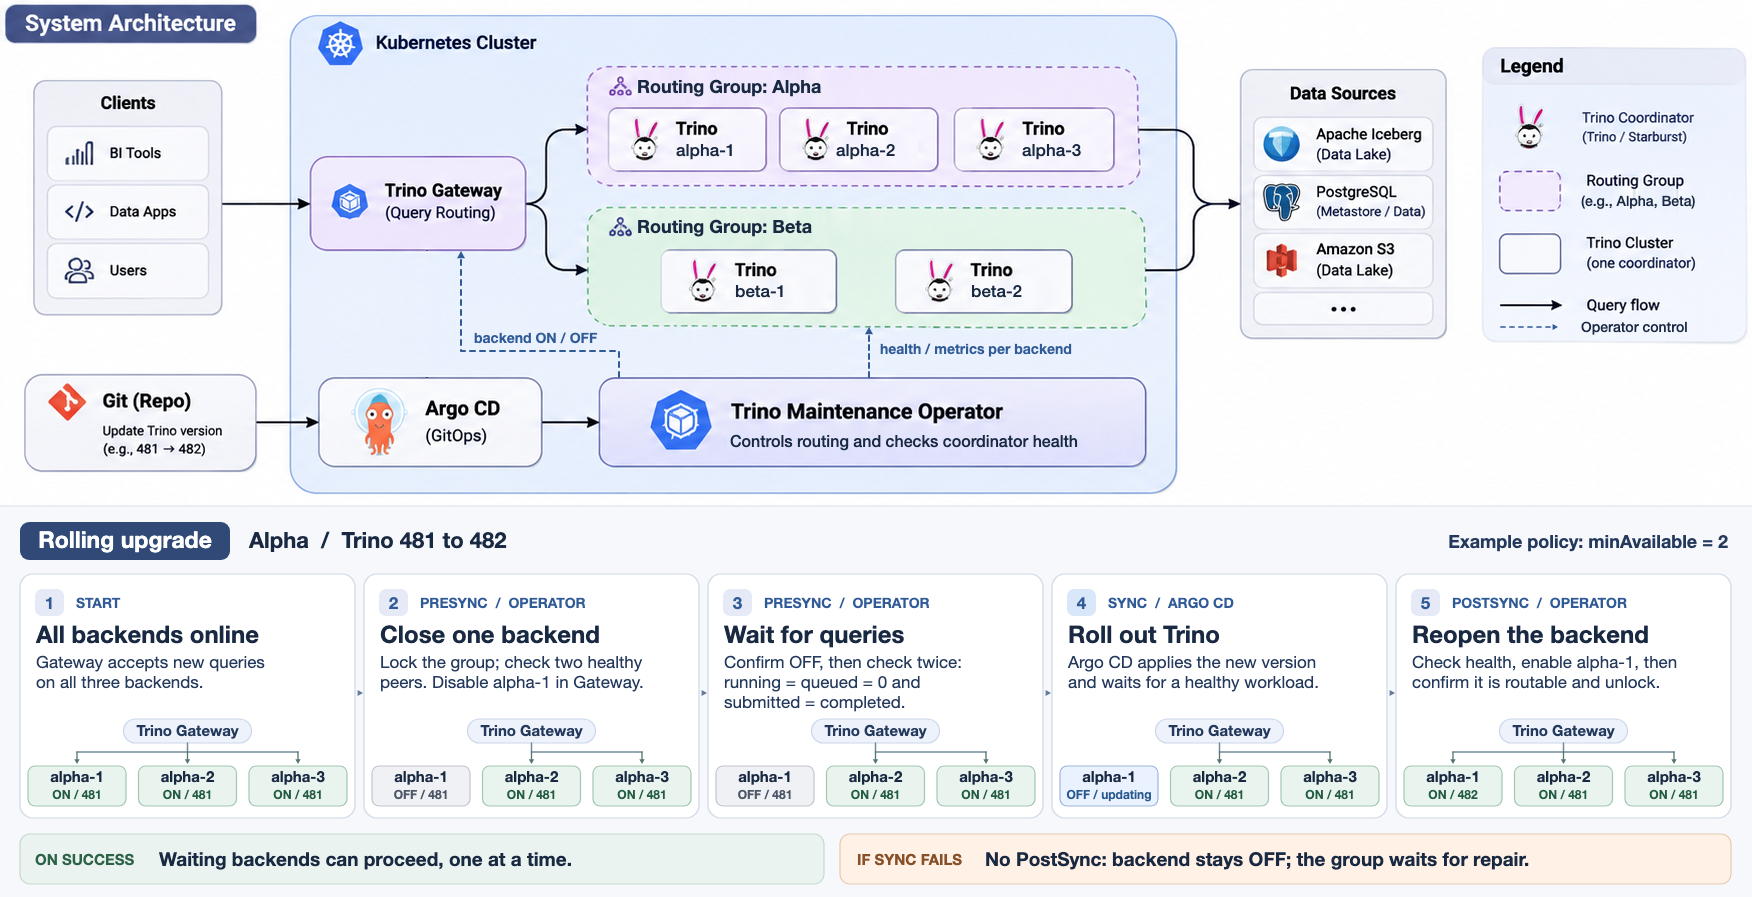 System Architecture
Kubernetes Cluster
Clients
BI Tools
Data Apps
Users
Trino Gateway
(Query Routing)
Routing Group: Alpha
Trino
alpha-1
Trino
alpha-2
Trino
alpha-3
Routing Group: Beta
Trino
beta-1
Trino
beta-2
backend ON / OFF
health / metrics per backend
Git (Repo)
Update Trino version
(e.g., 481 → 482)
Argo CD
(GitOps)
Trino Maintenance Operator
Controls routing and checks coordinator health
Data Sources
Apache Iceberg
(Data Lake)
PostgreSQL
(Metastore / Data)
Amazon S3
(Data Lake)
•••
Legend
Trino Coordinator
(Trino / Starburst)
Routing Group
(e.g., Alpha, Beta)
Trino Cluster
(one coordinator)
Query flow
Operator control
Rolling upgrade
Alpha / Trino 481 to 482
Example policy: minAvailable = 2
1 START
All backends online
Gateway accepts new queries
on all three backends.
Trino Gateway
alpha-1
ON / 481
alpha-2
ON / 481
alpha-3
ON / 481
2 PRESYNC / OPERATOR
Close one backend
Lock the group; check two healthy
peers. Disable alpha-1 in Gateway.
Trino Gateway
alpha-1
OFF / 481
alpha-2
ON / 481
alpha-3
ON / 481
3 PRESYNC / OPERATOR
Wait for queries
Confirm OFF, then check twice:
running = queued = 0 and
submitted = completed.
Trino Gateway
alpha-1
OFF / 481
alpha-2
ON / 481
alpha-3
ON / 481
4 SYNC / ARGO CD
Roll out Trino
Argo CD applies the new version
and waits for a healthy workload.
Trino Gateway
alpha-1
OFF / updating
alpha-2
ON / 481
alpha-3
ON / 481
5 POSTSYNC / OPERATOR
Reopen the backend
Check health, enable alpha-1, then
confirm it is routable and unlock.
Trino Gateway
alpha-1
ON / 482
alpha-2
ON / 481
alpha-3
ON / 481
ON SUCCESS Waiting backends can proceed, one at a time.
IF SYNC FAILS No PostSync: backend stays OFF; the group waits for repair.